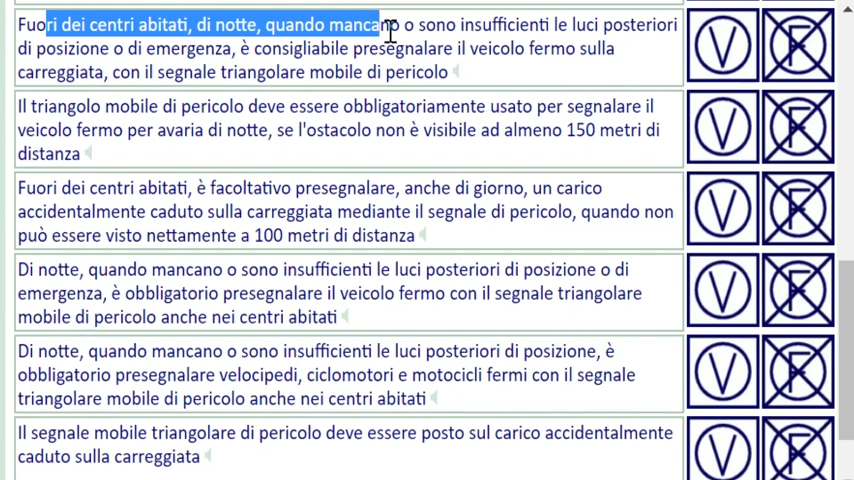 Fuori dei centri abitati, di notte, quando mancano o sono insufficienti le luci posteriori
di posizione o di emergenza, è consigliabile presegnalare il veicolo fermo sulla
carreggiata, con il segnale triangolare mobile di pericolo
V F
Il triangolo mobile di pericolo deve essere obbligatoriamente usato per segnalare il
veicolo fermo per avaria di notte, se l'ostacolo non è visibile ad almeno 150 metri di
distanza
V F
Fuori dei centri abitati, è facoltativo presegnalare, anche di giorno, un carico
accidentalmente caduto sulla carreggiata mediante il segnale di pericolo, quando non
può essere visto nettamente a 100 metri di distanza
V F
Di notte, quando mancano o sono insufficienti le luci posteriori di posizione o di
emergenza, è obbligatorio presegnalare il veicolo fermo con il segnale triangolare
mobile di pericolo anche nei centri abitati
V F
Di notte, quando mancano o sono insufficienti le luci posteriori di posizione, è
obbligatorio presegnalare velocipedi, ciclomotori e motocicli fermi con il segnale
triangolare mobile di pericolo anche nei centri abitati
V F
Il segnale mobile triangolare di pericolo deve essere posto sul carico accidentalmente
caduto sulla carreggiata
V F